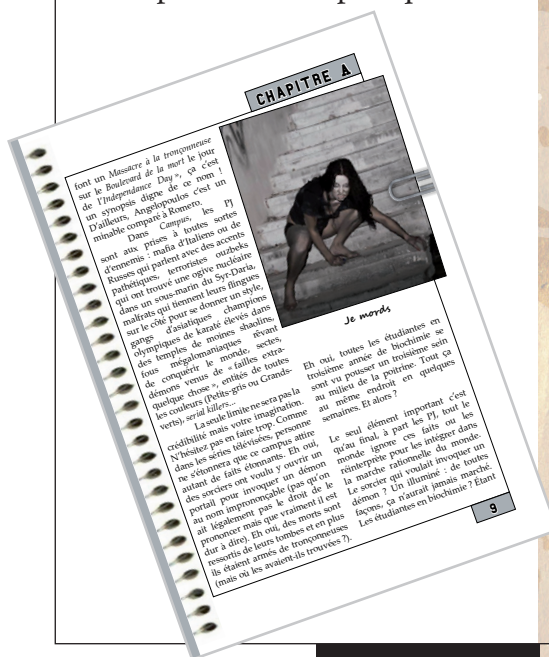 CHAPITRE A
font un Massacre à la tronçonneuse
sur le Boulevard de la mort le jour
de l'Independance Day », ça c'est
un synopsis digne de ce nom !
D'ailleurs, Angelopoulos c'est un
minable comparé à Romero.
Dans Campus, les PJ
sont aux prises à toutes sortes
d'ennemis : mafia d'Italiens ou de
Russes qui parlent avec des accents
pathétiques, terroristes ouzbeks
qui ont trouvé une ogive nucléaire
dans un sous-marin du Syr-Daria,
malfrats qui tiennent leurs flingues
sur le côté pour se donner un style,
gangs d'asiatiques champions
olympiques de karaté élevés dans
des temples de moines shaolins,
fous mégalomaniaques rêvant
de conquérir le monde, sectes,
démons venus de « failles extra-
quelque chose », entités de toutes
les couleurs (Petits-gris ou Grands-
verts), serial killers...
La seule limite ne sera pas la
crédibilité mais votre imagination.
N'hésitez pas en faire trop. Comme
dans les séries télévisées, personne
ne s'étonnera que ce campus attire
autant de faits étonnants. Eh oui,
des sorciers ont voulu y ouvrir un
portail pour invoquer un démon
au nom imprononçable (pas qu'on
ait légalement pas le droit de le
prononcer mais que vraiment il est
dur à dire). Eh oui, des morts sont
ressortis de leurs tombes et en plus
ils étaient armés de tronçonneuses
(mais où les avaient-ils trouvées ?).
Je mords
Eh oui, toutes les étudiantes en
troisième année de biochimie se
sont vu pousser un troisième sein
au milieu de la poitrine. Tout ça
au même endroit en quelques
semaines. Et alors ?
Le seul élément important c'est
qu'au final, à part les PJ, tout le
monde ignore ces faits ou les
réinterprète pour les intégrer dans
la marche rationnelle du monde.
Le sorcier qui voulait invoquer un
démon ? Un illuminé : de toutes
façons, ça n'aurait jamais marché.
Les étudiantes en biochimie ? Étant
9